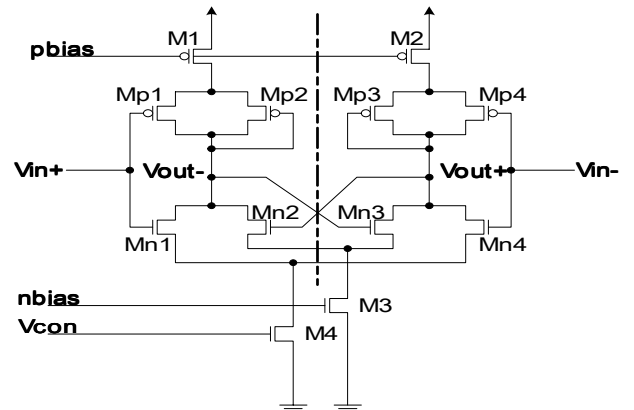 M1 M2
pbias
Mp1 Mp2 Mp3 Mp4
Vin+ Vout- Vout+ Vin-
Mn1 Mn2 Mn3 Mn4
nbias M3
Vcon M4